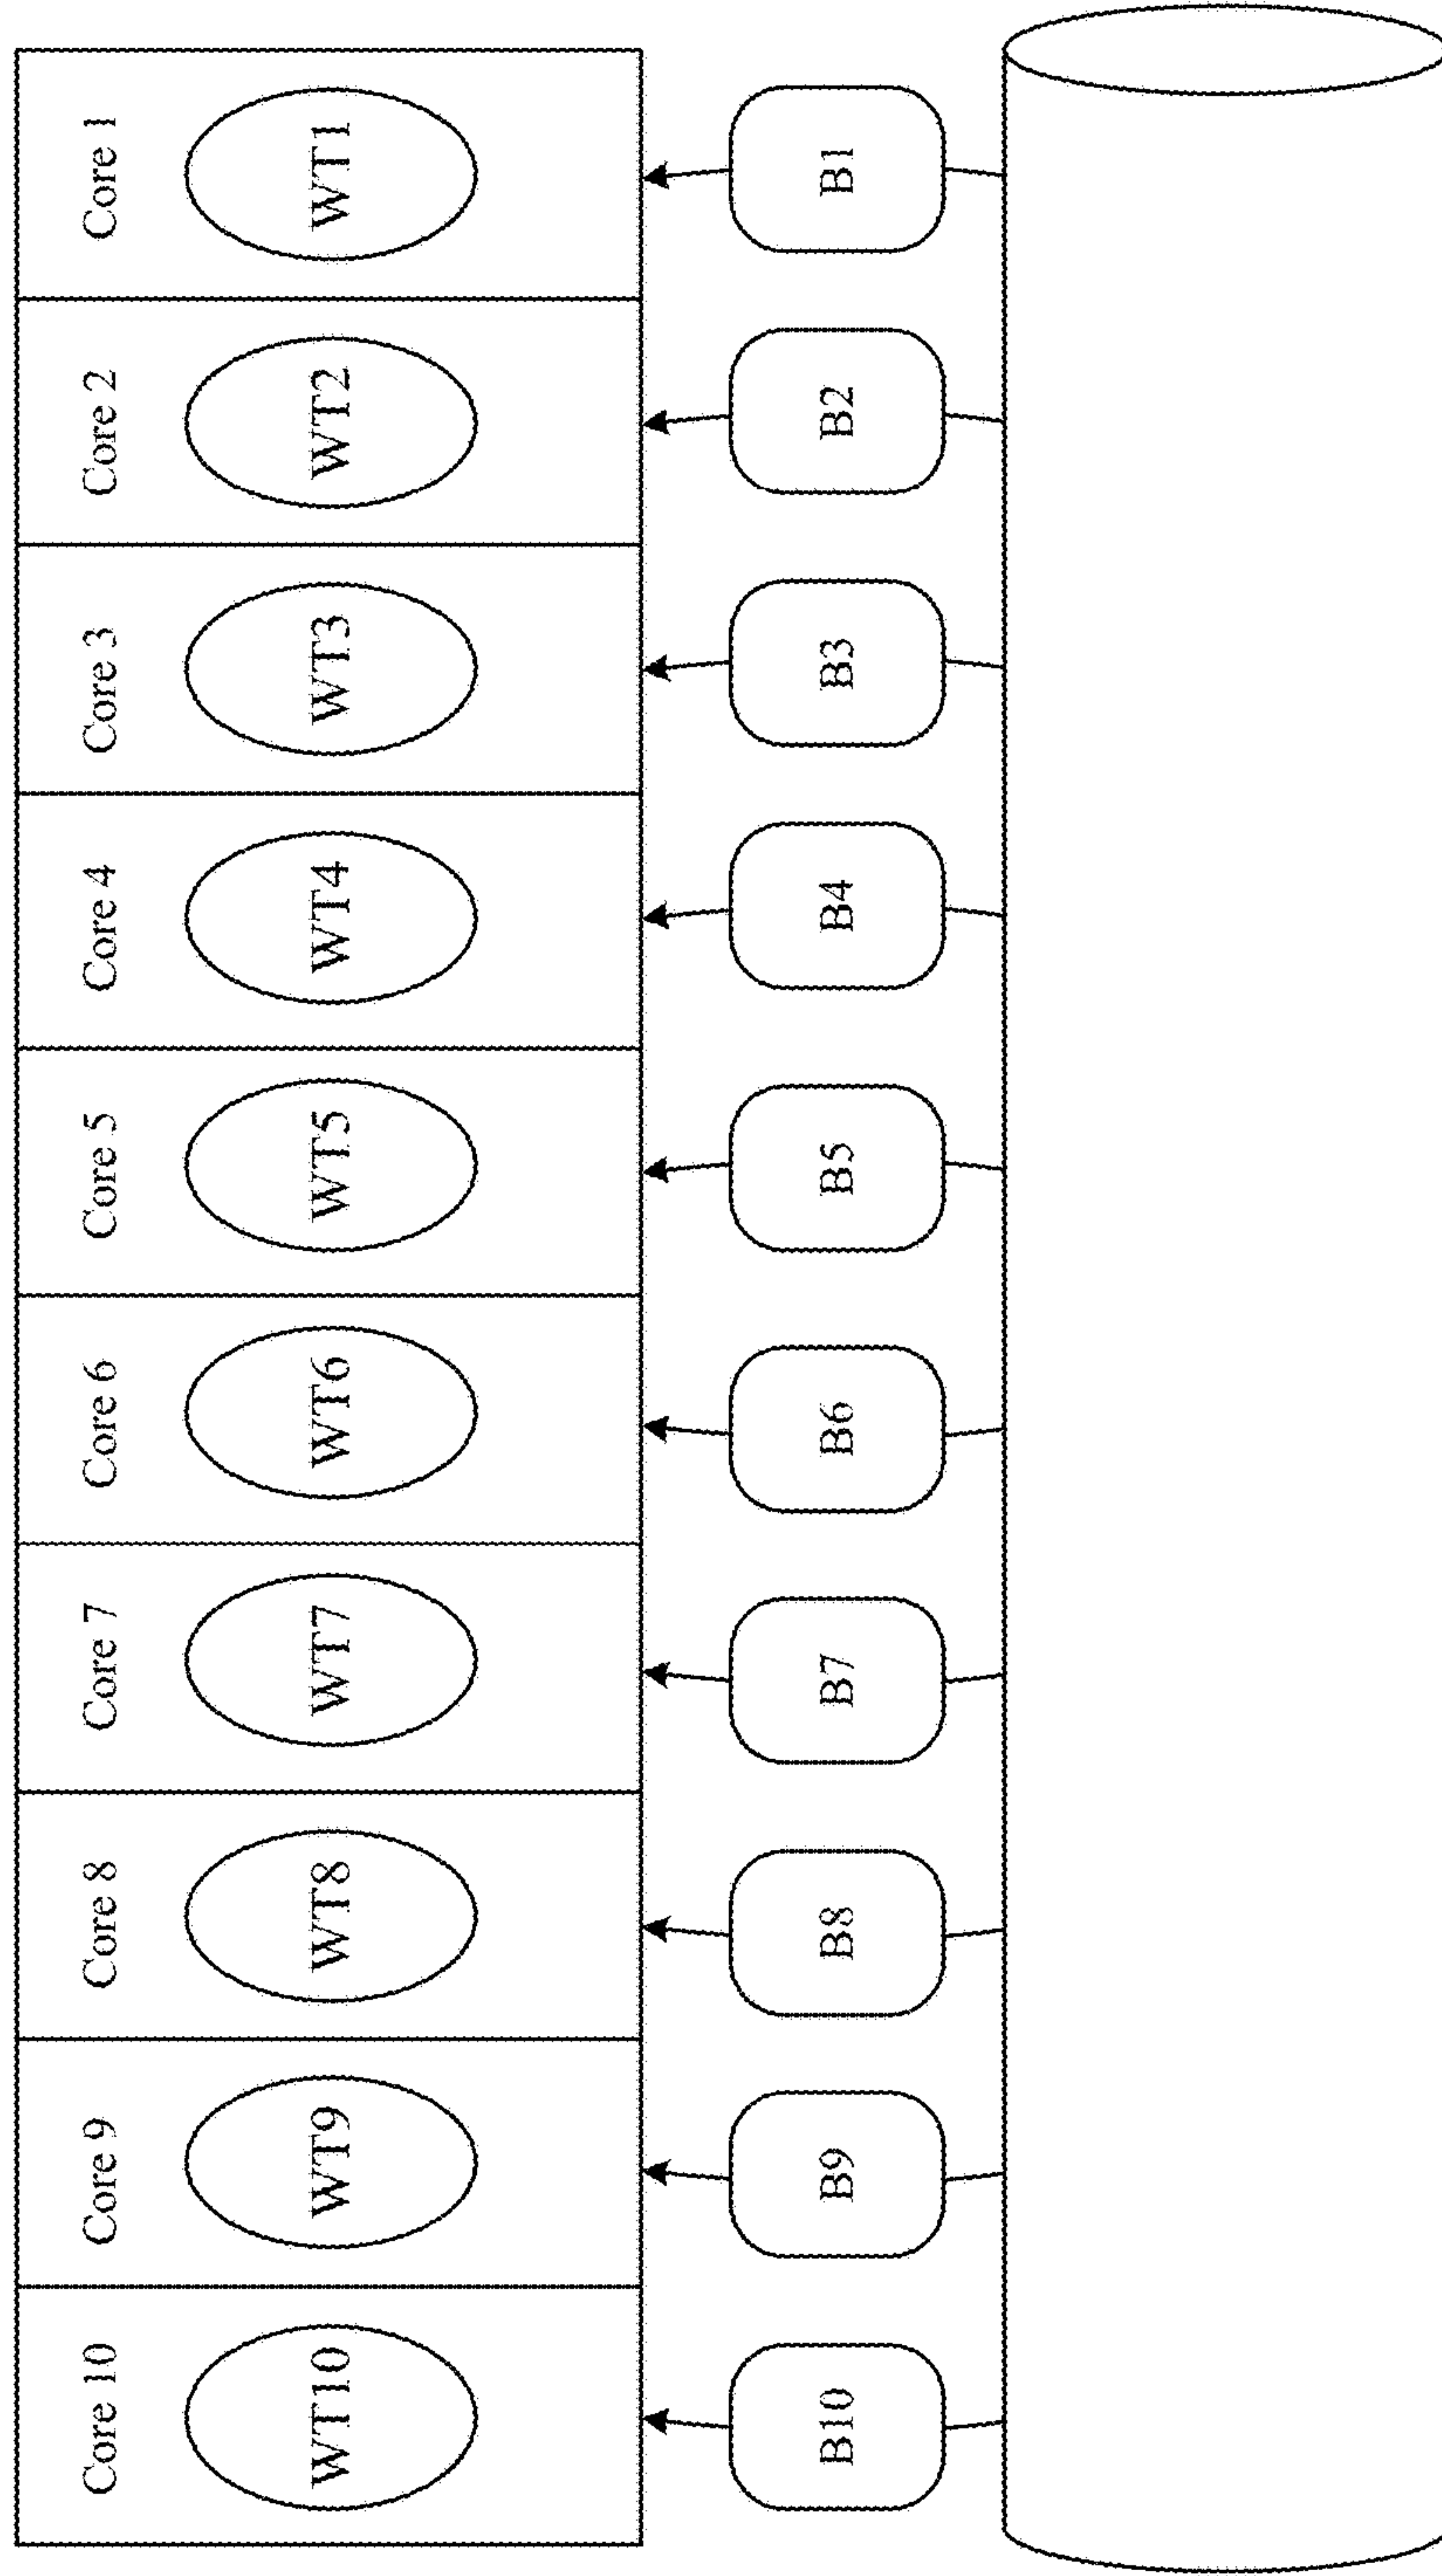 Core 10
Core 9
Core 8
Core 7
Core 6
Core 5
Core 4
Core 3
Core 2
Core 1
WT10
WT9
WT8
WT7
WT6
WT5
WT4
WT3
WT2
WT1
B10
B9
B8
B7
B6
B5
B4
B3
B2
B1